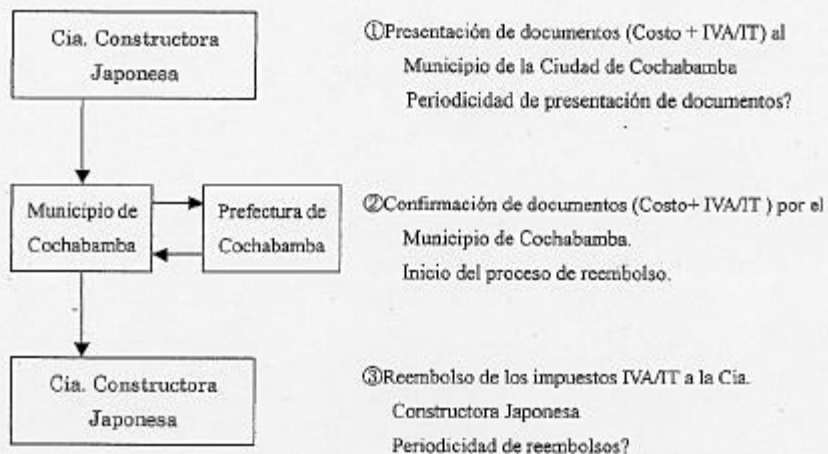 Cia. Constructora
Japonesa
①Presentación de documentos (Costo + IVA/IT) al
Municipio de la Ciudad de Cochabamba
Periodicidad de presentación de documentos?
Municipio de
Cochabamba
Prefectura de
Cochabamba
②Confirmación de documentos (Costo+ IVA/IT ) por el
Municipio de Cochabamba.
Inicio del proceso de reembolso.
Cia. Constructora
Japonesa
③Reembolso de los impuestos IVA/IT a la Cia.
Constructora Japonesa
Periodicidad de reembolsos?